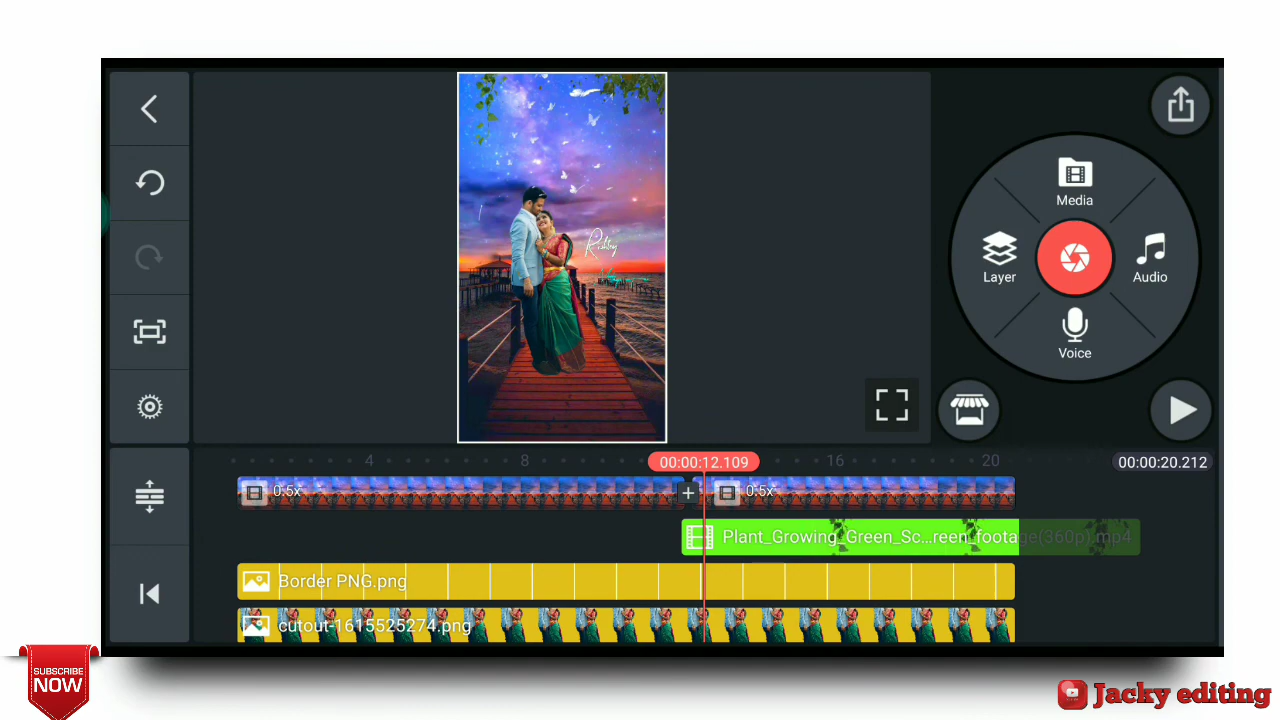 Media
Layer
Audio
Voice
4
8
00:00:12.109
16
20
00:00:20.212
0.5x
0.5x
Plant_Growing_Green_Sc...reen_footage(360p).mp4
Border PNG.png
cutout-1615525274.png
SUBSCRIBE
NOW
Jacky editing